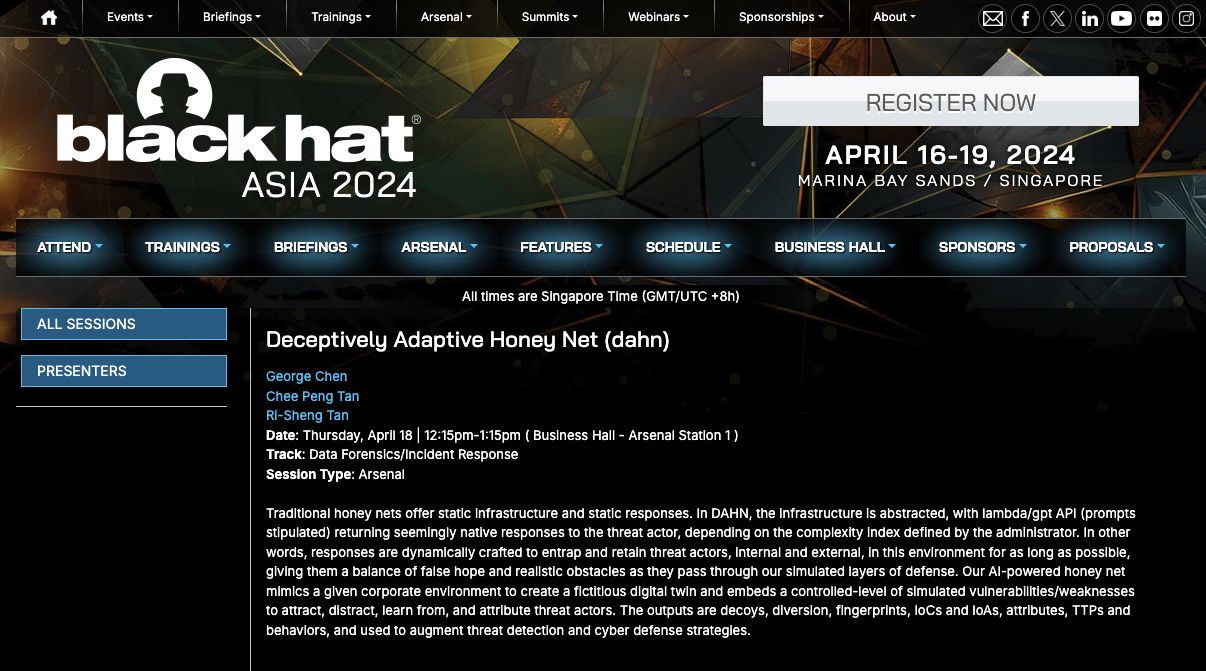 Events
Briefings
Trainings
Arsenal
Summits
Webinars
Sponsorships
About
blackhat®
ASIA 2024
REGISTER NOW
APRIL 16-19, 2024
MARINA BAY SANDS / SINGAPORE
ATTEND
TRAININGS
BRIEFINGS
ARSENAL
FEATURES
SCHEDULE
BUSINESS HALL
SPONSORS
PROPOSALS
All times are Singapore Time (GMT/UTC +8h)
ALL SESSIONS
PRESENTERS
Deceptively Adaptive Honey Net (dahn)
George Chen
Chee Peng Tan
Ri-Sheng Tan
Date: Thursday, April 18 | 12:15pm-1:15pm ( Business Hall - Arsenal Station 1 )
Track: Data Forensics/Incident Response
Session Type: Arsenal
Traditional honey nets offer static infrastructure and static responses. In DAHN, the infrastructure is abstracted, with lambda/gpt API (prompts
stipulated) returning seemingly native responses to the threat actor, depending on the complexity index defined by the administrator. In other
words, responses are dynamically crafted to entrap and retain threat actors, internal and external, in this environment for as long as possible,
giving them a balance of false hope and realistic obstacles as they pass through our simulated layers of defense. Our AI-powered honey net
mimics a given corporate environment to create a fictitious digital twin and embeds a controlled-level of simulated vulnerabilities/weaknesses
to attract, distract, learn from, and attribute threat actors. The outputs are decoys, diversion, fingerprints, IoCs and IoAs, attributes, TTPs and
behaviors, and used to augment threat detection and cyber defense strategies.